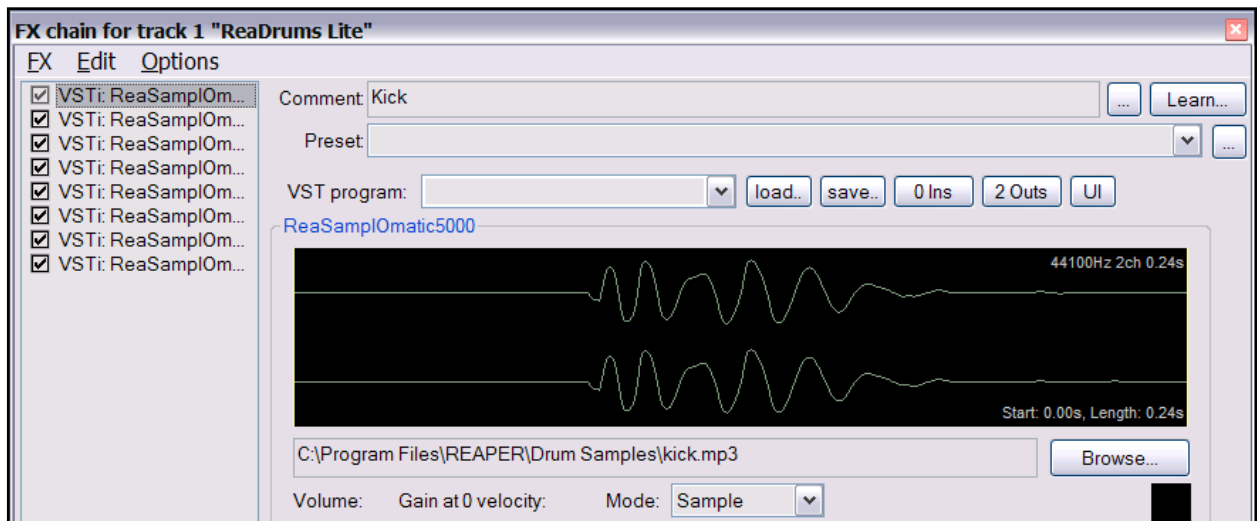 FX chain for track 1 "ReaDrums Lite"
FX Edit Options
VSTi: ReaSamplOm...
VSTi: ReaSamplOm...
VSTi: ReaSamplOm...
VSTi: ReaSamplOm...
VSTi: ReaSamplOm...
VSTi: ReaSamplOm...
VSTi: ReaSamplOm...
VSTi: ReaSamplOm...
Comment: Kick ... Learn...
Preset: ...
VST program: load.. save.. 0 Ins 2 Outs UI
ReaSamplOmatic5000
44100Hz 2ch 0.24s
Start: 0.00s, Length: 0.24s
C:\Program Files\REAPER\Drum Samples\kick.mp3 Browse...
Volume: Gain at 0 velocity: Mode: Sample